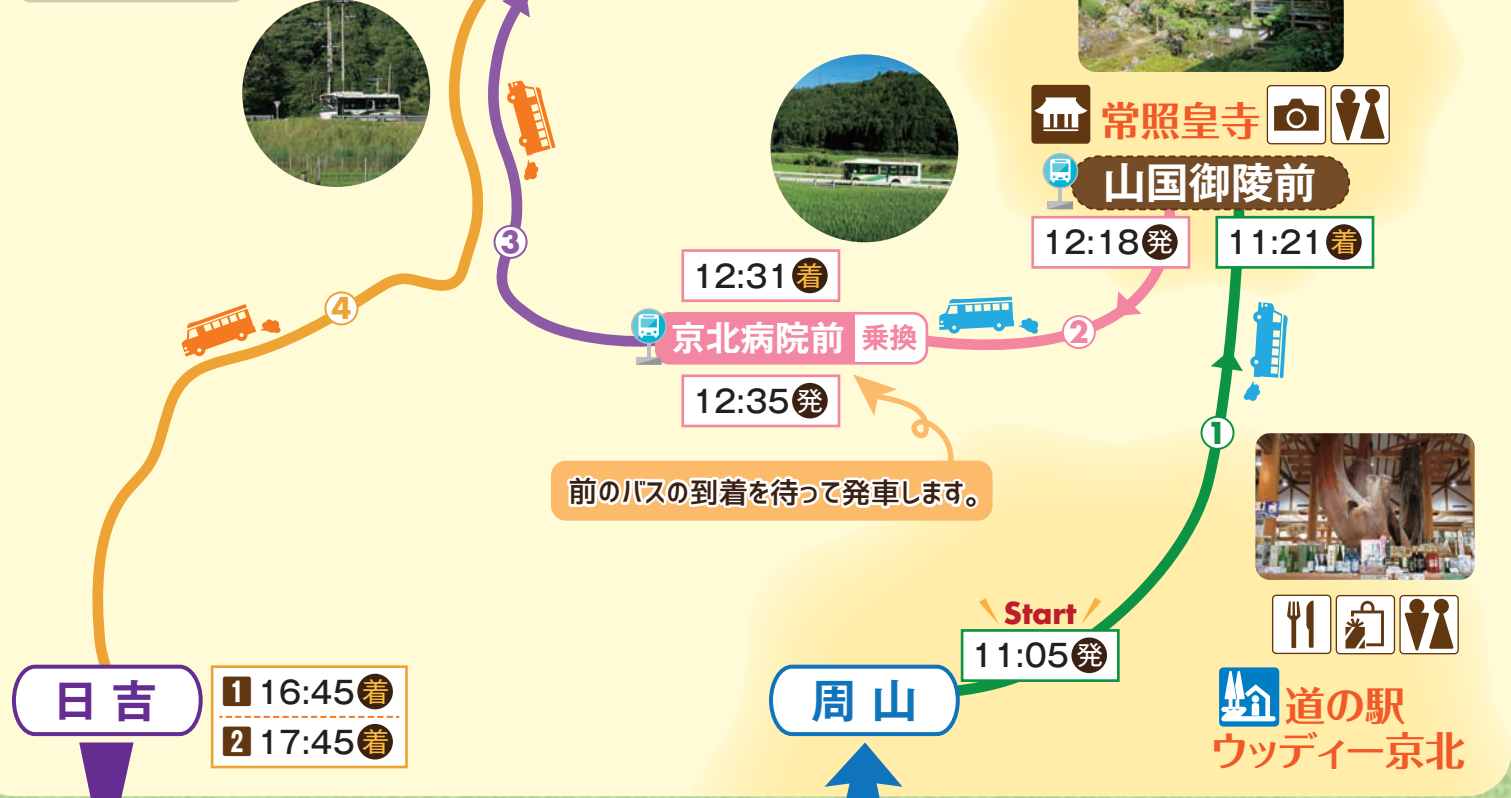 常照皇寺
山国御陵前
12:18発
11:21着
②
12:31着
京北病院前 乗換
12:35発
③
④
前のバスの到着を待って発車します。
①
Start
11:05発
周山
日吉
1 16:45着
2 17:45着
道の駅
ウッディー京北